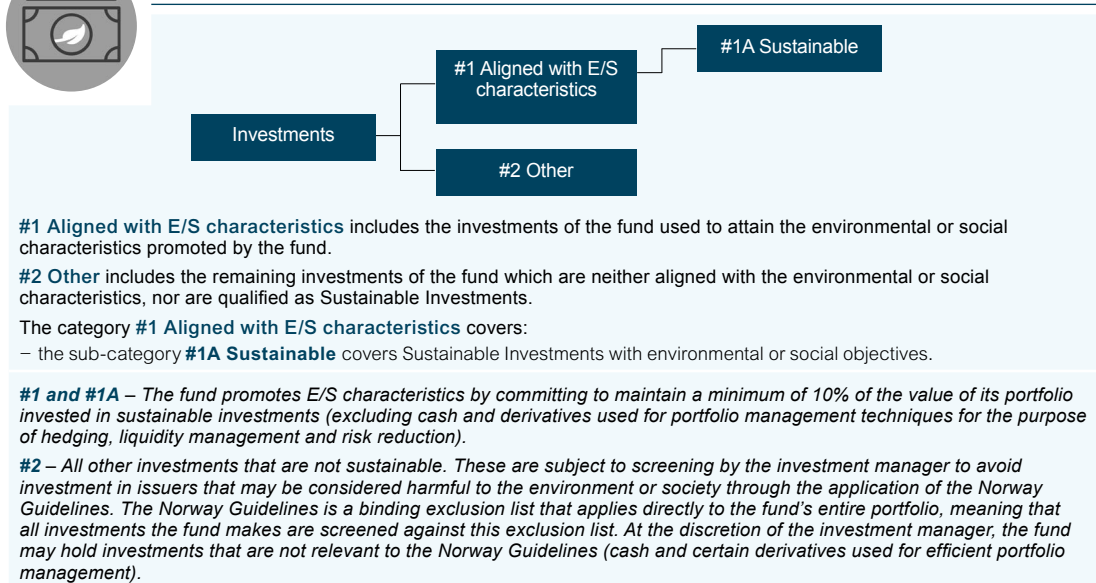 #1A Sustainable
#1 Aligned with E/S
characteristics
Investments
#2 Other
#1 Aligned with E/S characteristics includes the investments of the fund used to attain the environmental or social
characteristics promoted by the fund.
#2 Other includes the remaining investments of the fund which are neither aligned with the environmental or social
characteristics, nor are qualified as Sustainable Investments.
The category #1 Aligned with E/S characteristics covers:
– the sub-category #1A Sustainable covers Sustainable Investments with environmental or social objectives.
#1 and #1A – The fund promotes E/S characteristics by committing to maintain a minimum of 10% of the value of its portfolio
invested in sustainable investments (excluding cash and derivatives used for portfolio management techniques for the purpose
of hedging, liquidity management and risk reduction).
#2 – All other investments that are not sustainable. These are subject to screening by the investment manager to avoid
investment in issuers that may be considered harmful to the environment or society through the application of the Norway
Guidelines. The Norway Guidelines is a binding exclusion list that applies directly to the fund's entire portfolio, meaning that
all investments the fund makes are screened against this exclusion list. At the discretion of the investment manager, the fund
may hold investments that are not relevant to the Norway Guidelines (cash and certain derivatives used for efficient portfolio
management).